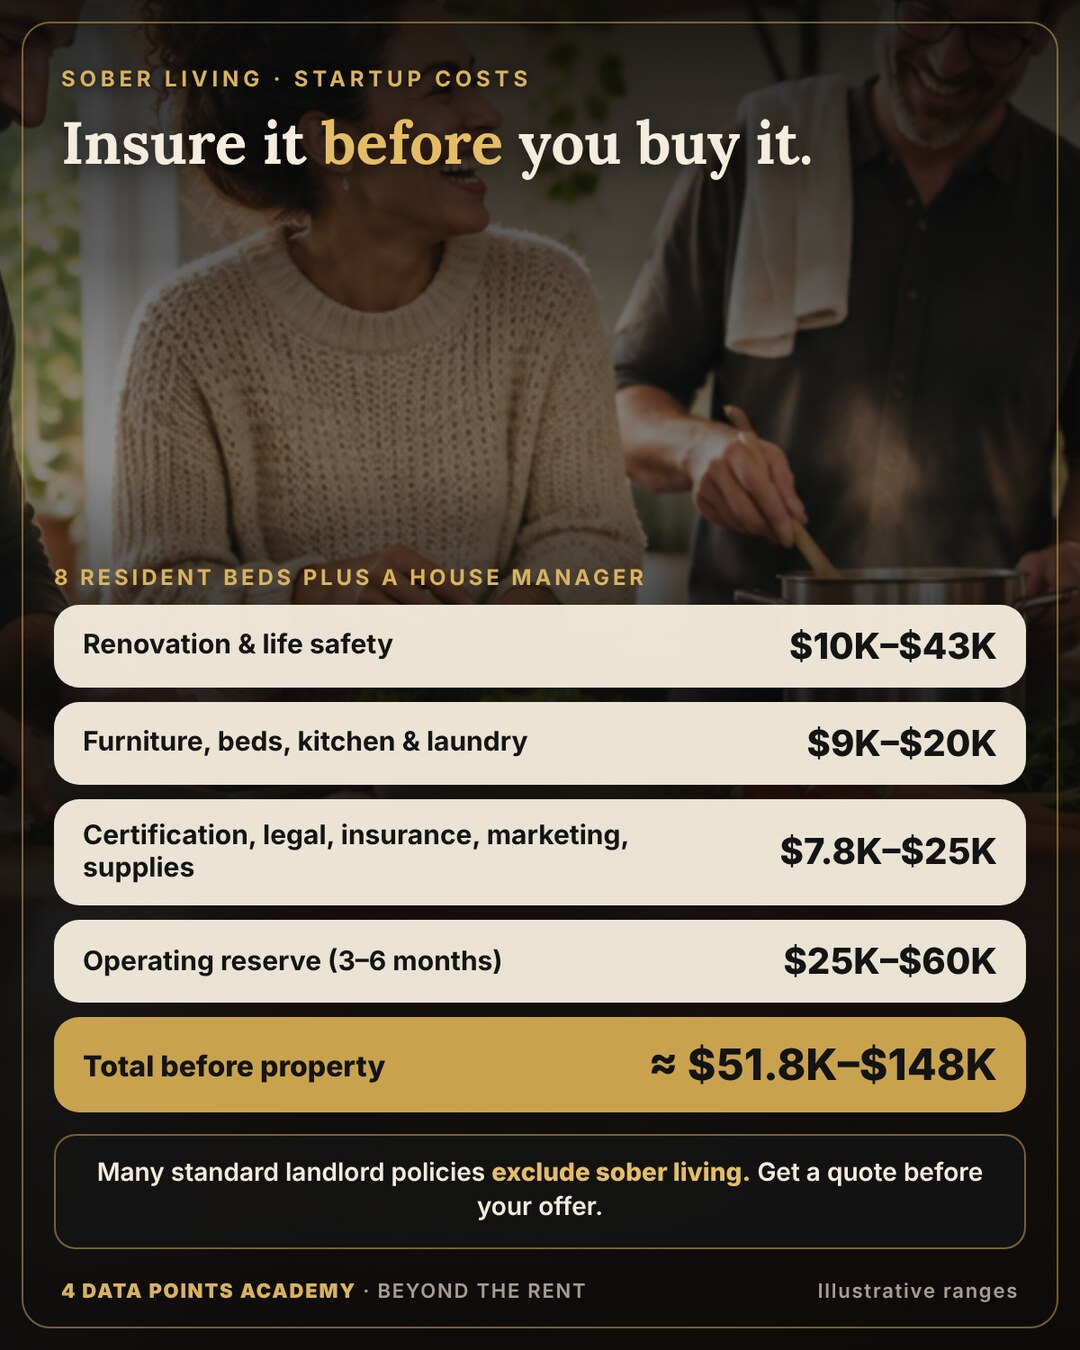 SOBER LIVING · STARTUP COSTS
Insure it before you buy it.
8 RESIDENT BEDS PLUS A HOUSE MANAGER
Renovation & life safety $10K–$43K
Furniture, beds, kitchen & laundry $9K–$20K
Certification, legal, insurance, marketing,
supplies $7.8K–$25K
Operating reserve (3–6 months) $25K–$60K
Total before property ≈ $51.8K–$148K
Many standard landlord policies exclude sober living. Get a quote before
your offer.
4 DATA POINTS ACADEMY · BEYOND THE RENT Illustrative ranges